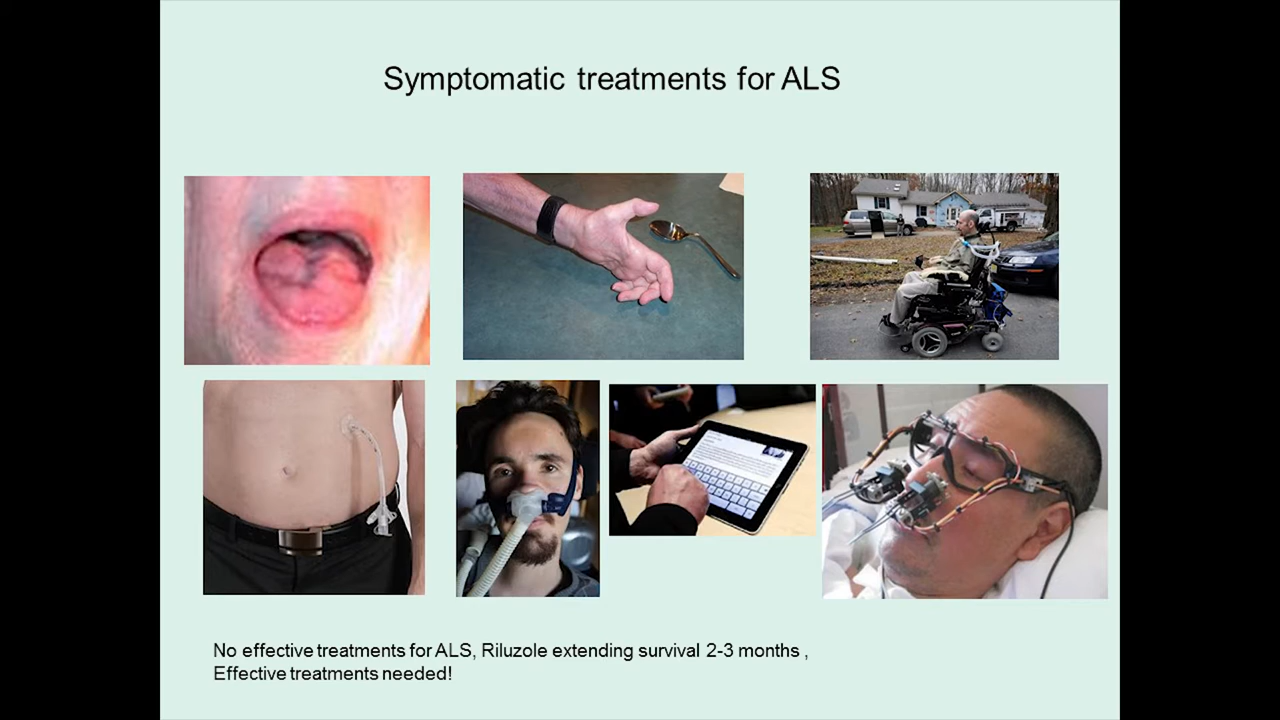 Symptomatic treatments for ALS
No effective treatments for ALS, Riluzole extending survival 2-3 months ,
Effective treatments needed!